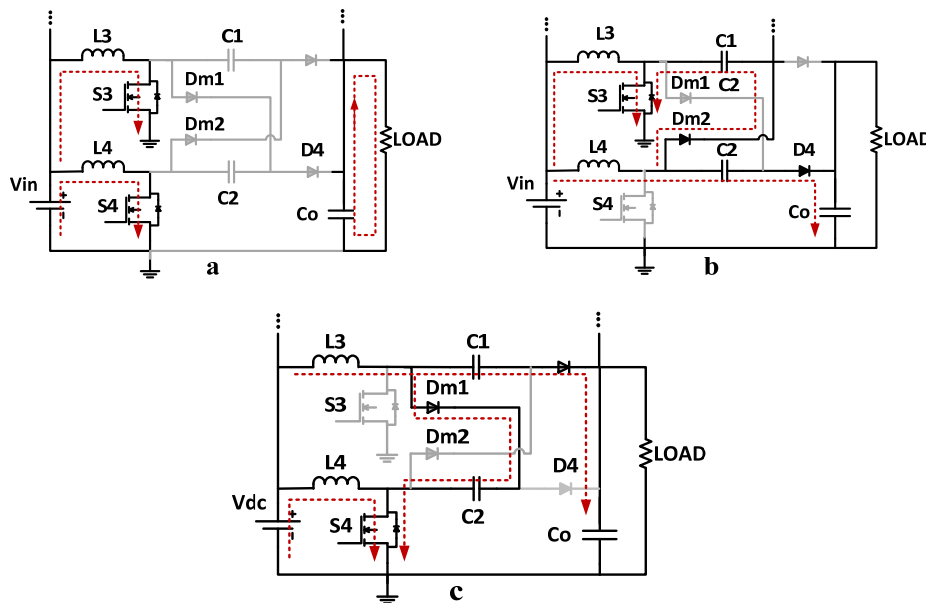 L3
C1
S3
Dm1
Dm2
LOAD
L4
D4
Vin
+
-
C2
S4
Co
a
L3
C1
C2
S3
Dm1
Dm2
LOAD
L4
C2
D4
Vin
+
-
S4
Co
b
L3
C1
Dm1
S3
Dm2
LOAD
L4
D4
Vdc
+
-
C2
S4
Co
c